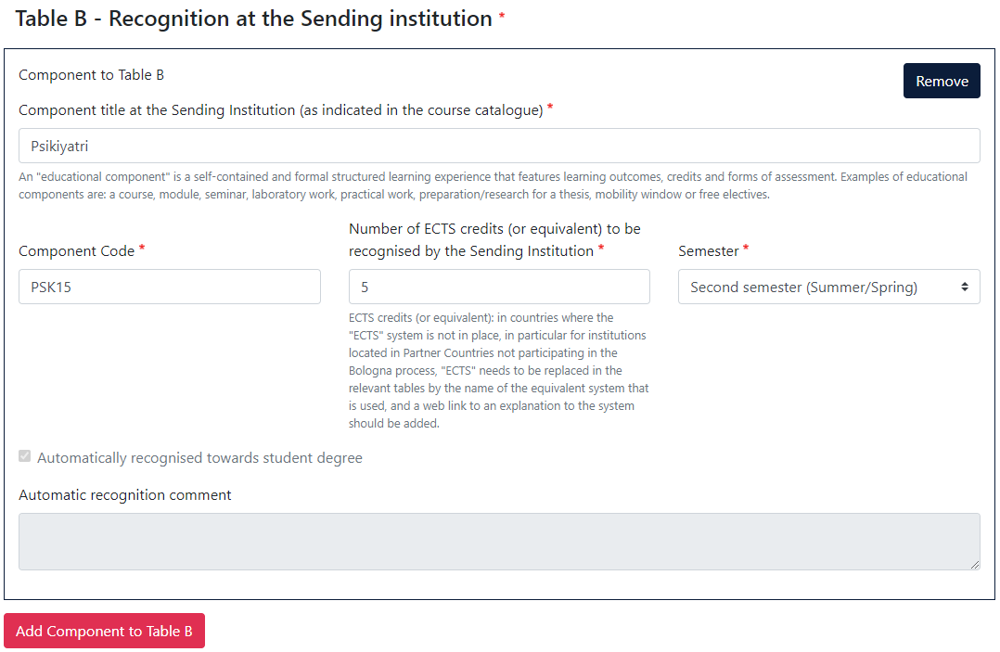 Table B - Recognition at the Sending institution *
Component to Table B
Remove
Component title at the Sending Institution (as indicated in the course catalogue) *
Psikiyatri
An "educational component" is a self-contained and formal structured learning experience that features learning outcomes, credits and forms of assessment. Examples of educational
components are: a course, module, seminar, laboratory work, practical work, preparation/research for a thesis, mobility window or free electives.
Component Code *
PSK15
Number of ECTS credits (or equivalent) to be
recognised by the Sending Institution *
5
ECTS credits (or equivalent): in countries where the
"ECTS" system is not in place, in particular for institutions
located in Partner Countries not participating in the
Bologna process, "ECTS" needs to be replaced in the
relevant tables by the name of the equivalent system that
is used, and a web link to an explanation to the system
should be added.
Semester *
Second semester (Summer/Spring)
Automatically recognised towards student degree
Automatic recognition comment
Add Component to Table B